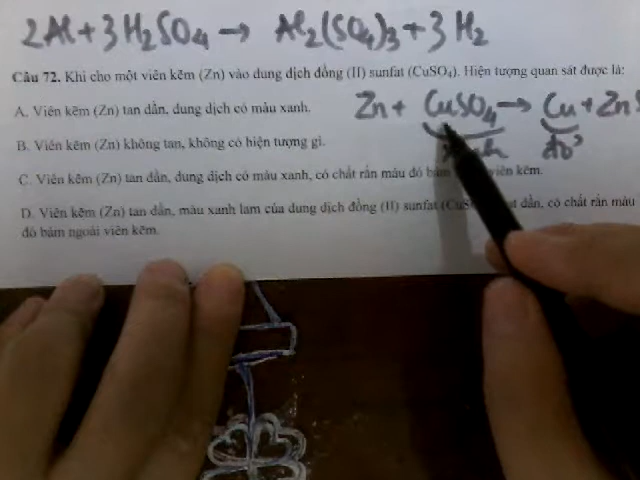 2Al + 3H₂SO₄ → Al₂(SO₄)₃ + 3H₂
Câu 72. Khi cho một viên kẽm (Zn) vào dung dịch đồng (II) sunfat (CuSO₄). Hiện tượng quan sát được là:
A. Viên kẽm (Zn) tan dần, dung dịch có màu xanh.
Zn + CuSO₄ → Cu + Zn
xanh đỏ
B. Viên kẽm (Zn) không tan, không có hiện tượng gì.
C. Viên kẽm (Zn) tan dần, dung dịch có màu xanh, có chất rắn màu đỏ bám viên kẽm.
D. Viên kẽm (Zn) tan dần, màu xanh lam của dung dịch đồng (II) sunfat dần, có chất rắn màu
đỏ bám ngoài viên kẽm.